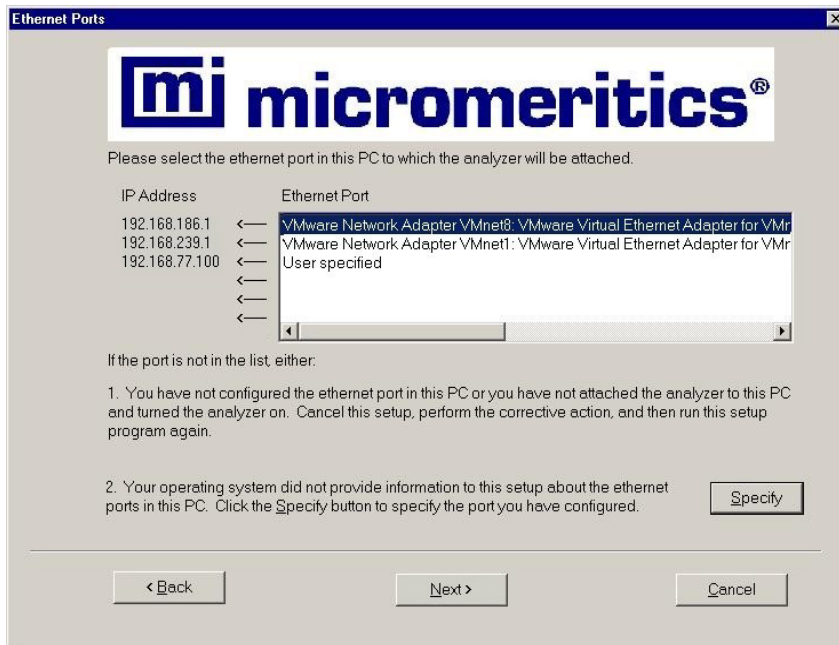 Ethernet Ports
mi micromeritics®
Please select the ethernet port in this PC to which the analyzer will be attached.
IP Address Ethernet Port
192.168.186.1 <— VMware Network Adapter VMnet8: VMware Virtual Ethernet Adapter for
192.168.239.1 <— VMware Network Adapter VMnet1: VMware Virtual Ethernet Adapter for
192.168.77.100 <— User specified
<—
<—
<—
If the port is not in the list, either:
1. You have not configured the ethernet port in this PC or you have not attached the analyzer to this PC
and turned the analyzer on. Cancel this setup, perform the corrective action, and then run this setup
program again.
2. Your operating system did not provide information to this setup about the ethernet
ports in this PC. Click the Specify button to specify the port you have configured.
Specify
< Back Next > Cancel